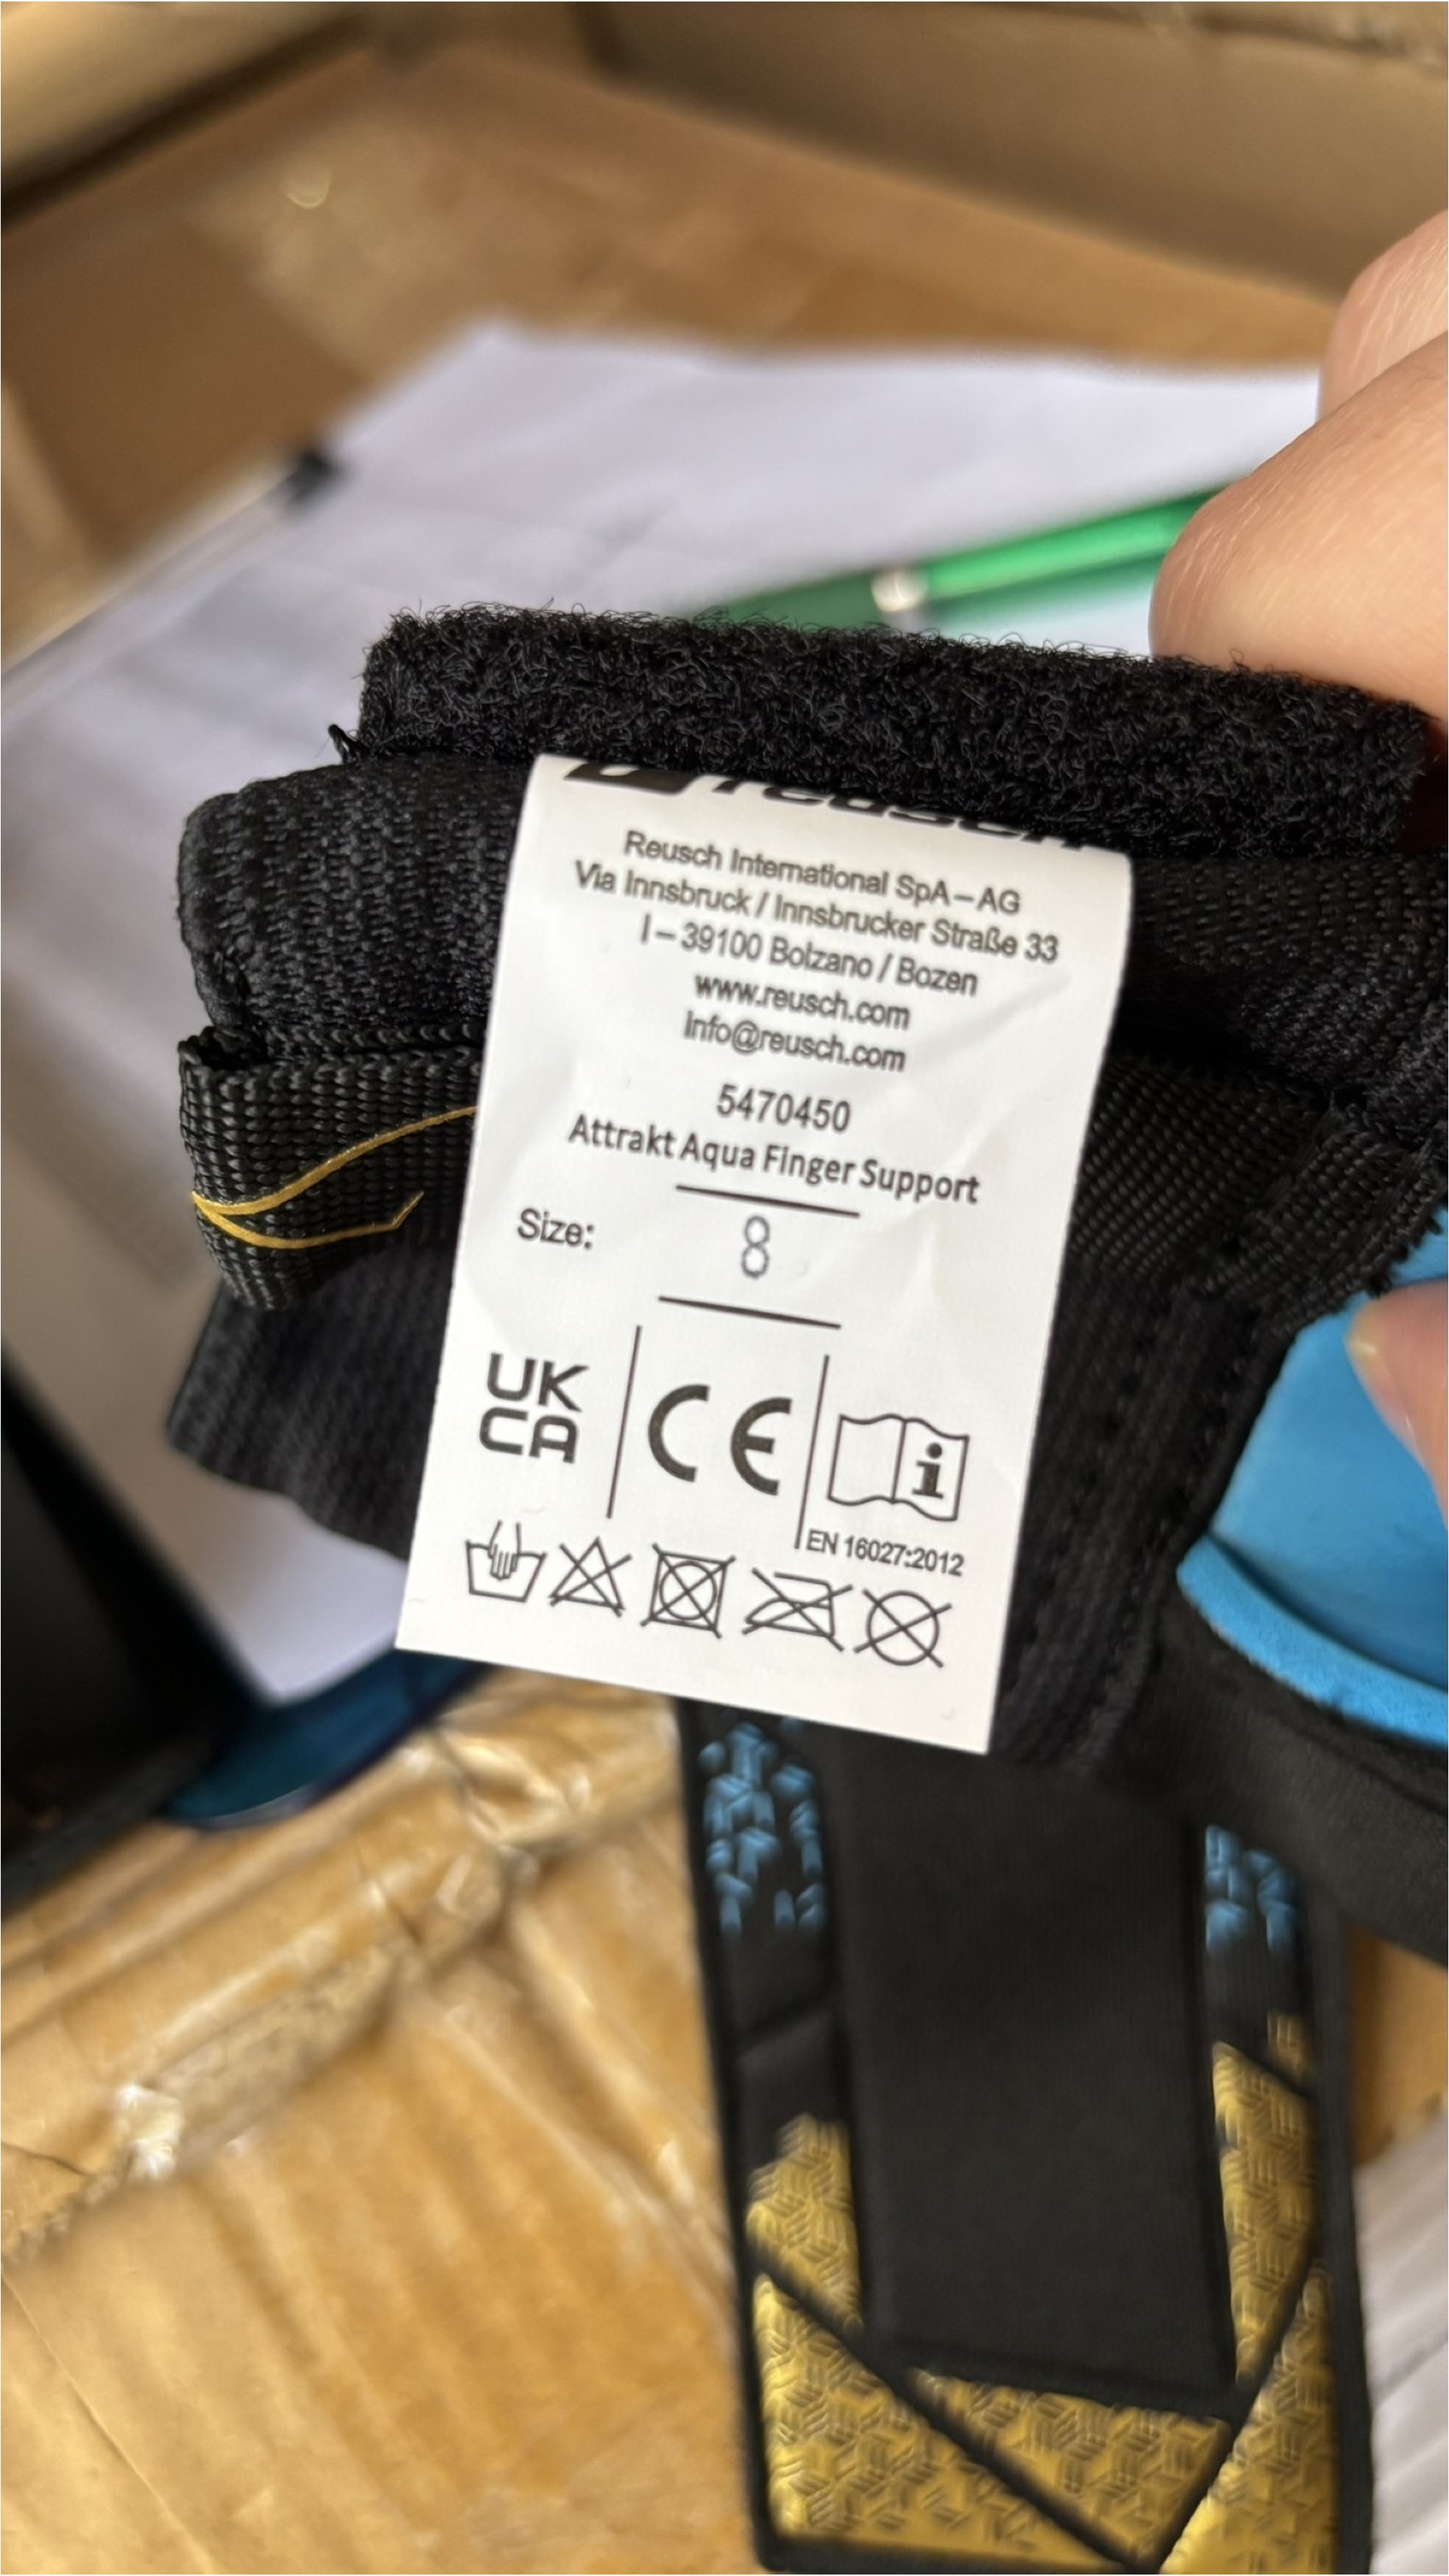 reusch
Reusch International SpA – AG
Via Innsbruck / Innsbrucker Straße 33
I – 39100 Bolzano / Bozen
www.reusch.com
Info@reusch.com
5470450
Attrakt Aqua Finger Support
Size: 8
UK
CA
CE
i
EN 16027:2012